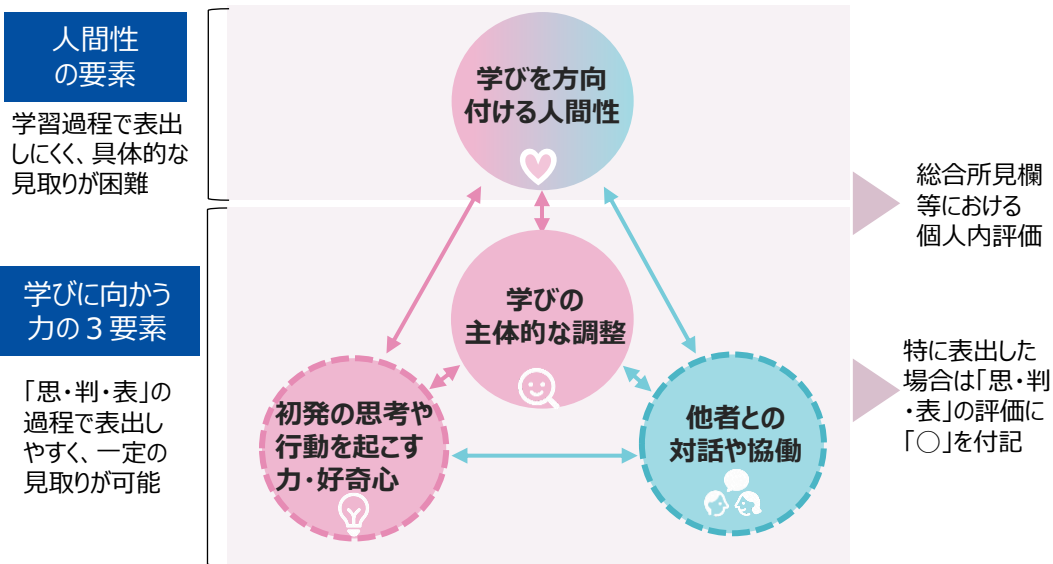 人間性
の要素
学習過程で表出
しにくく、具体的な
見取りが困難
学びを方向
付ける人間性
総合所見欄
等における
個人内評価
学びに向かう
力の３要素
「思・判・表」の
過程で表出し
やすく、一定の
見取りが可能
学びの
主体的な調整
初発の思考や
行動を起こす
力・好奇心
他者との
対話や協働
特に表出した
場合は「思・判
・表」の評価に
「○」を付記